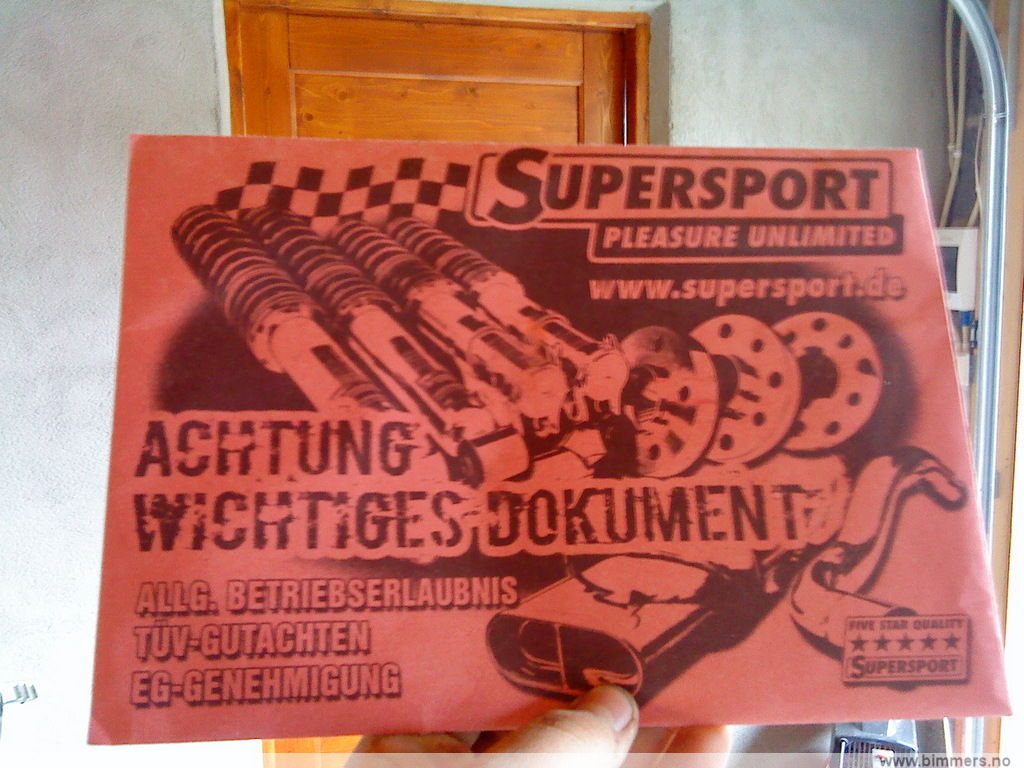 SUPERSPORT
PLEASURE UNLIMITED
www.supersport.de
ACHTUNG
WICHTIGES DOKUMENT
ALLG. BETRIEBSERLAUBNIS
TÜV-GUTACHTEN
EG-GENEHMIGUNG
FIVE STAR QUALITY
SUPERSPORT
www.bimmers.no